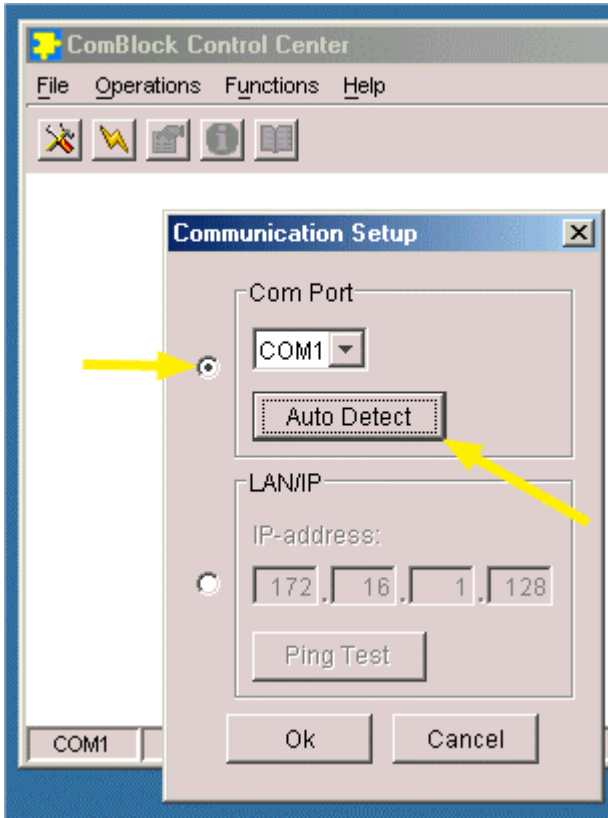 ComBlock Control Center
File Operations Functions Help
Communication Setup
Com Port
COM1
Auto Detect
LAN/IP
IP-address:
172 . 16 . 1 . 128
Ping Test
Ok Cancel
COM1